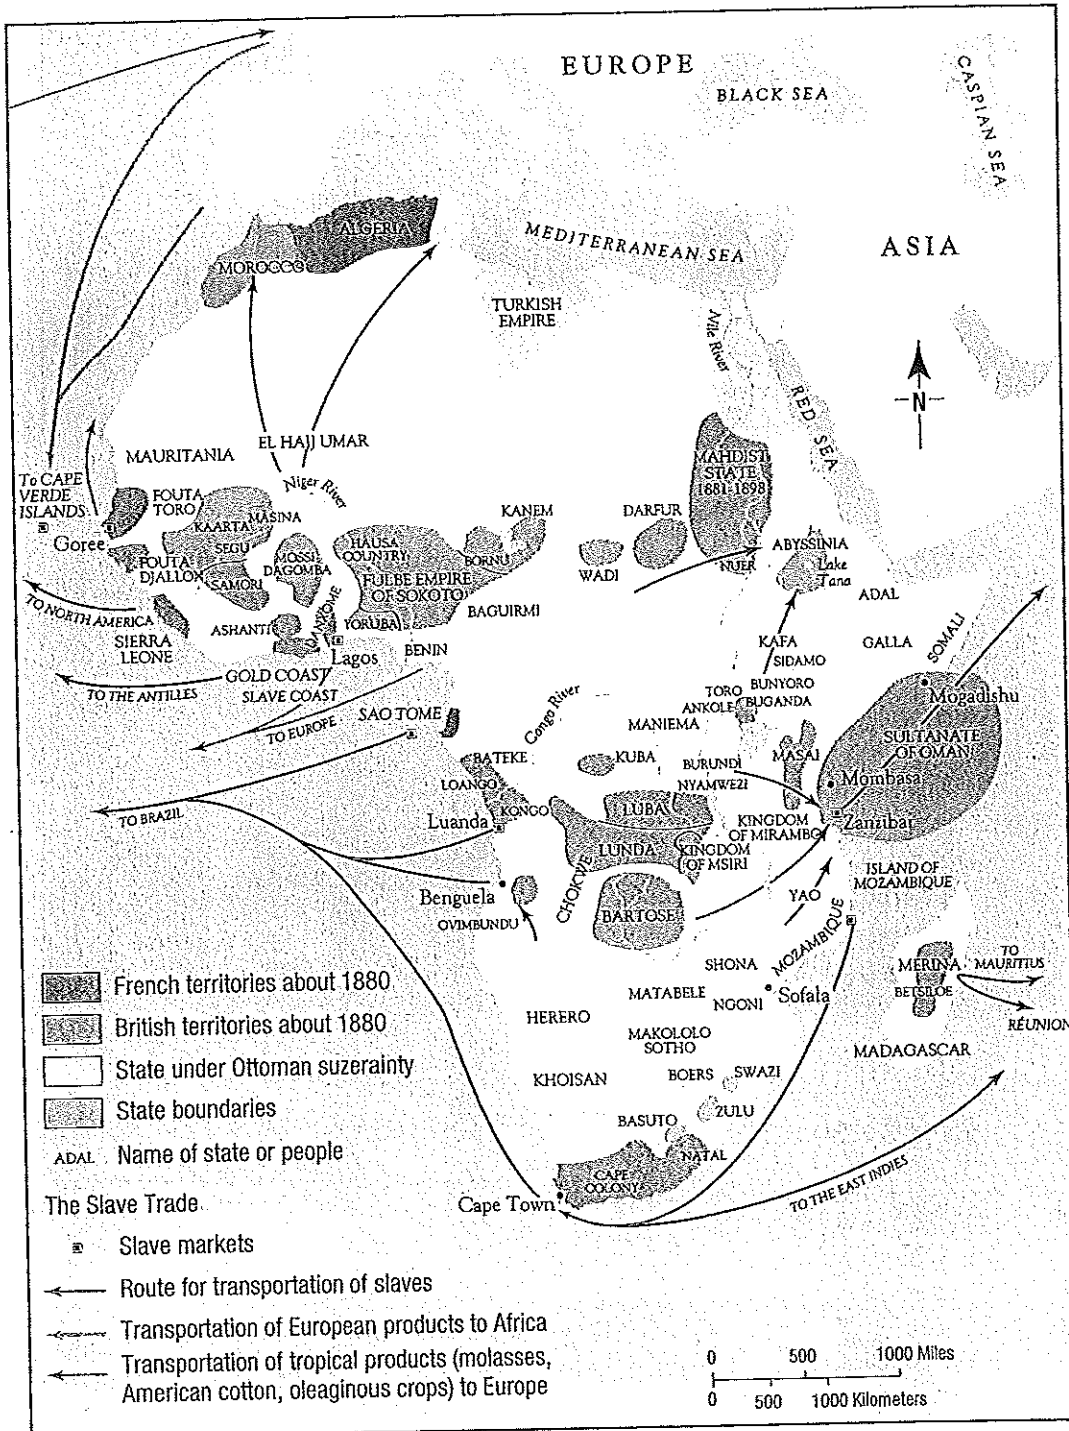 EUROPE
BLACK SEA
CASPIAN SEA
ALGERIA
MOROCCO
MEDITERRANEAN SEA
ASIA
TURKISH
EMPIRE
Nile River
RED SEA
N
EL HAJJ UMAR
MAURITANIA
To CAPE
VERDE
ISLANDS
Niger River
MAHDIST
STATE
1881-1898
FOUTA
TORO
KAARTA
MASINA
KANEM
DARFUR
Goree
SEGU
MOSSI
DAGOMBA
HAUSA
COUNTRY
BORNU
ABYSSINIA
Lake
Tana
NUER
WADI
FOUTA
DJALLON
SAMORI
FULBE EMPIRE
OF SOKOTO
BAGUIRMI
ADAL
TO NORTH AMERICA
SIERRA
LEONE
ASHANTI
DANYOME
YORUBA
Lagos
BENIN
KAFA
SIDAMO
GALLA
SOMALI
GOLD COAST
SLAVE COAST
TO THE ANTILLES
TO EUROPE
SAO TOME
Congo River
TORO
ANKOLE
BUNYORO
BUGANDA
Mogadishu
MANIEMA
SULTANATE
OF OMAN
BATEKE
KUBA
BURUNDI
MASAI
Mombasa
LOANGO
NYAMWEZI
TO BRAZIL
KONGO
LUBA
Luanda
KINGDOM
OF MIRAMBO
Zanzibar
LUNDA
KINGDOM
OF MSIRI
ISLAND OF
MOZAMBIQUE
CHOKWE
Benguela
YAO
OVIMBUNDU
BARTOSE
MOZAMBIQUE
SHONA
MERINA
BETSILOE
TO
MAURITIUS
RÉUNION
MATABELE
NGONI
Sofala
HERERO
MAKOLOLO
SOTHO
MADAGASCAR
KHOISAN
BOERS
SWAZI
ZULU
BASUTO
NATAL
CAPE
COLONY
Cape Town
TO THE EAST INDIES
French territories about 1880
British territories about 1880
State under Ottoman suzerainty
State boundaries
ADAL Name of state or people
The Slave Trade
Slave markets
Route for transportation of slaves
Transportation of European products to Africa
Transportation of tropical products (molasses,
American cotton, oleaginous crops) to Europe
0 500 1000 Miles
0 500 1000 Kilometers